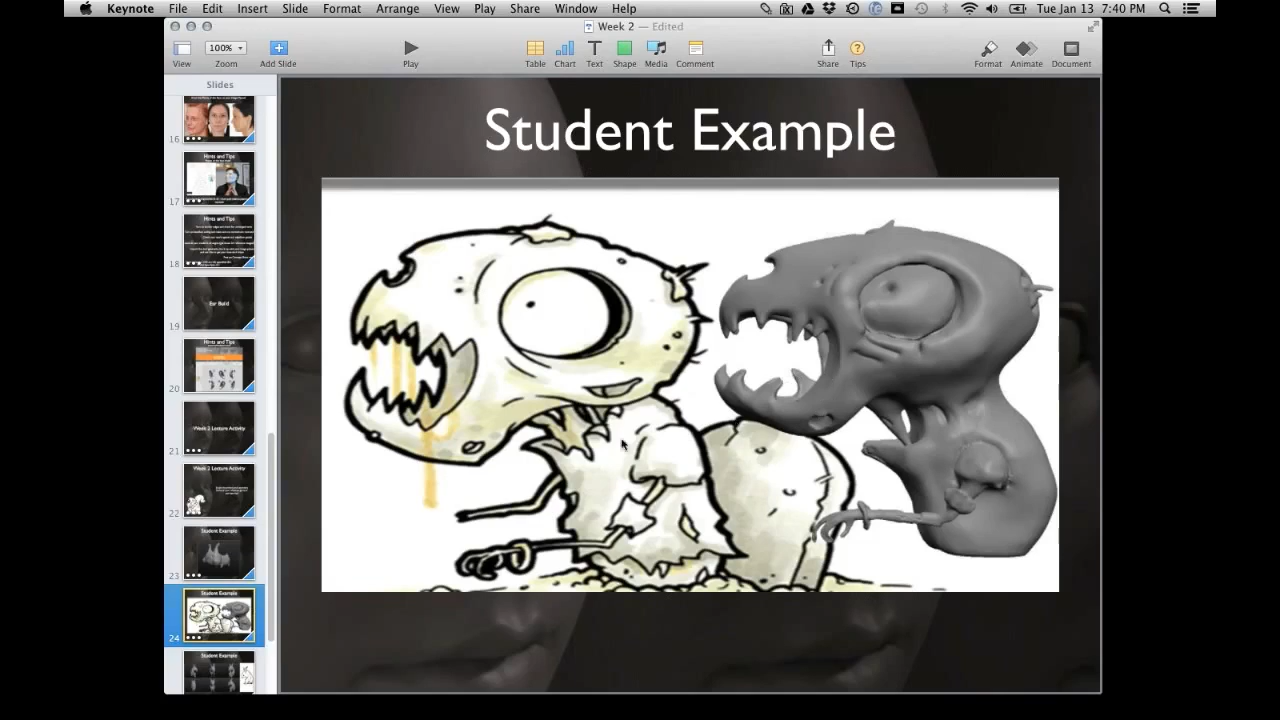 Keynote File Edit Insert Slide Format Arrange View Play Share Window Help Tue Jan 13 7:40 PM
Week 2 — Edited
100%
View Zoom Add Slide Play Table Chart Text Shape Media Comment Share Tips Format Animate Document
Slides
Student Example
16
Hints and Tips
17
Hints and Tips
18
Ear Build
19
Hints and Tips
20
Week 2 Lecture Activity
21
Week 2 Lecture Activity
22
Student Example
23
Student Example
24
Student Example